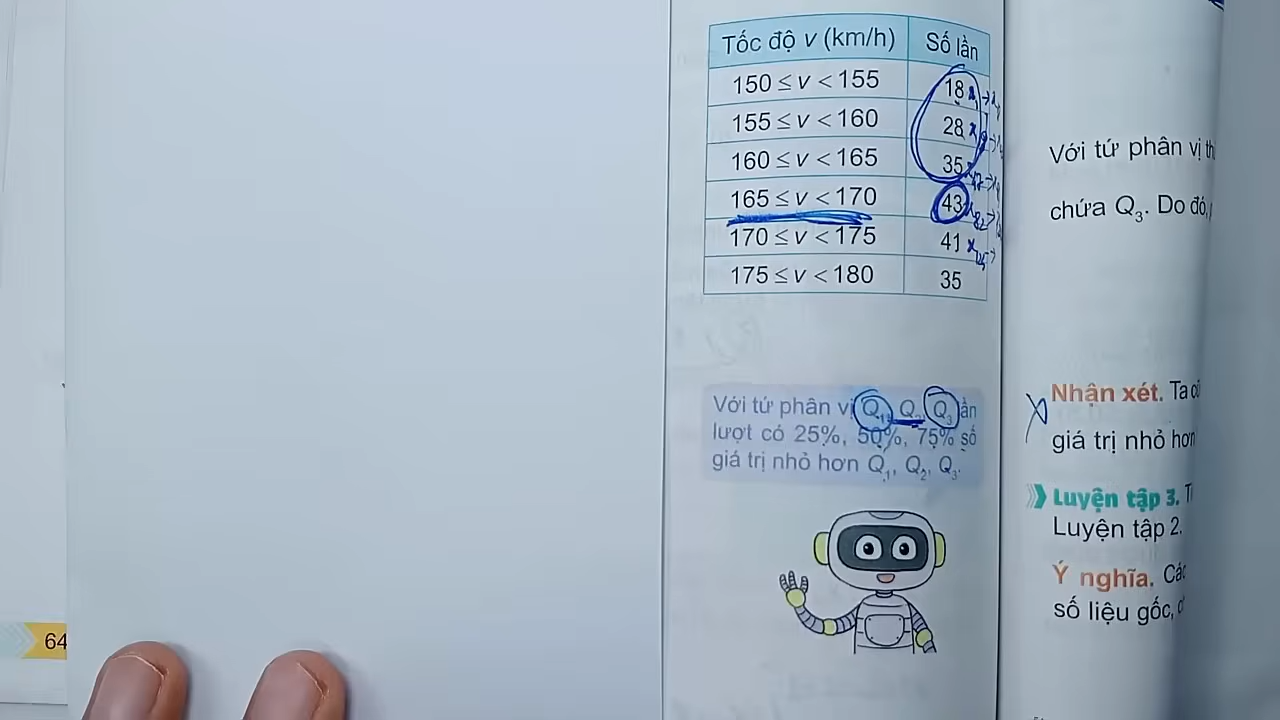 Tốc độ v (km/h) Số lần
150 ≤ v < 155 18
155 ≤ v < 160 28
160 ≤ v < 165 35
165 ≤ v < 170 43
170 ≤ v < 175 41
175 ≤ v < 180 35
Với tứ phân vị Q₁, Q₂, Q₃ lần
lượt có 25%, 50%, 75% số
giá trị nhỏ hơn Q₁, Q₂, Q₃.
64
Với tứ phân vị
chứa Q₃. Do đó,
Nhận xét. Ta
giá trị nhỏ hơn
Luyện tập 3.
Luyện tập 2.
Ý nghĩa. Các
số liệu gốc,